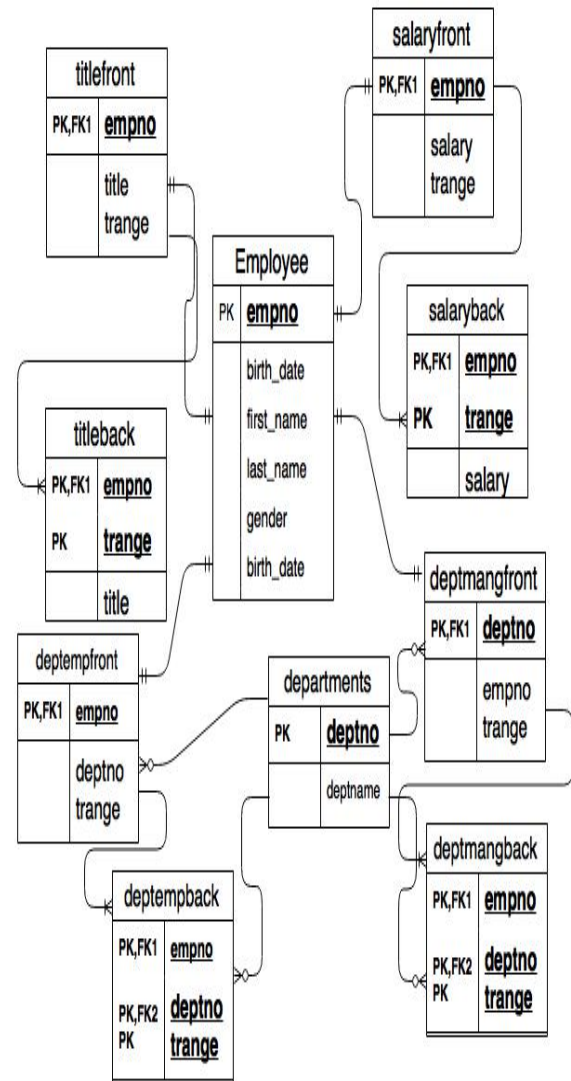 titlefront
PK,FK1 empno
title
trange
salaryfront
PK,FK1 empno
salary
trange
Employee
PK empno
birth_date
first_name
last_name
gender
birth_date
salaryback
PK,FK1 empno
PK trange
salary
titleback
PK,FK1 empno
PK trange
title
deptmangfront
PK,FK1 deptno
empno
trange
deptempfront
PK,FK1 empno
deptno
trange
departments
PK deptno
deptname
deptmangback
PK,FK1 empno
PK,FK2 deptno
PK trange
deptempback
PK,FK1 empno
PK,FK2 deptno
PK trange